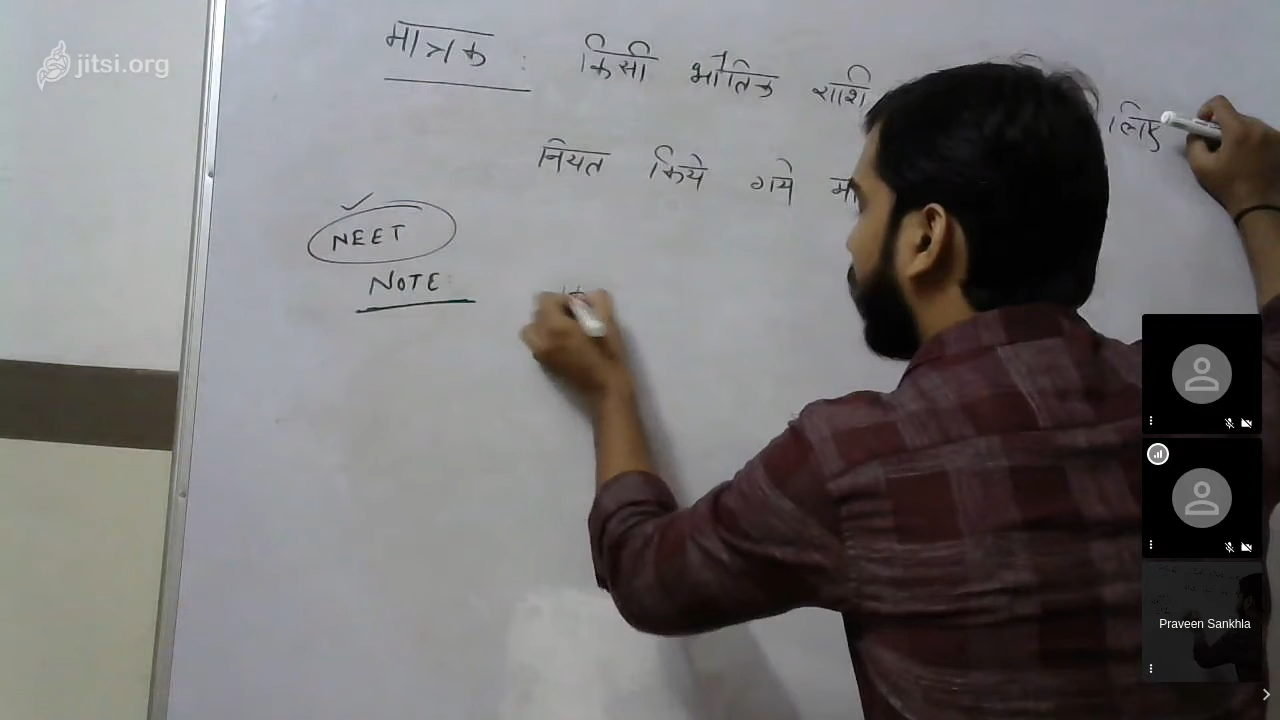 jitsi.org
मात्रक : किसी भौतिक राशि लिए
नियत किये गये
NEET
NOTE
Praveen Sankhla